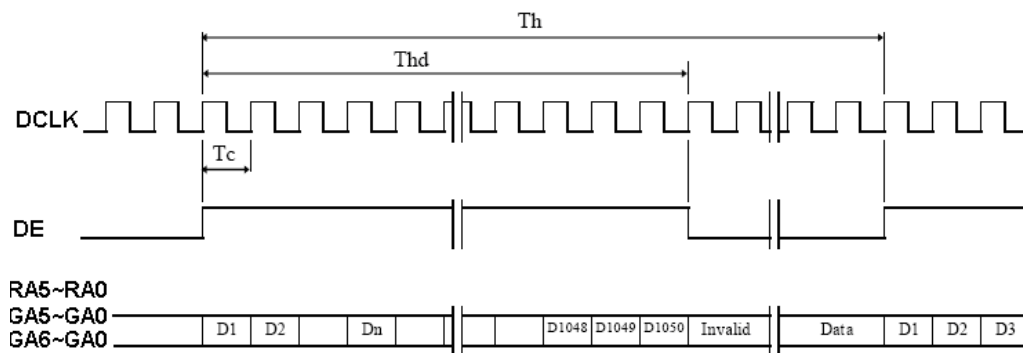 Th
Thd
DCLK
Tc
DE
RA5~RA0
GA5~GA0
GA6~GA0
D1 D2 Dn D1048 D1049 D1050 Invalid Data D1 D2 D3